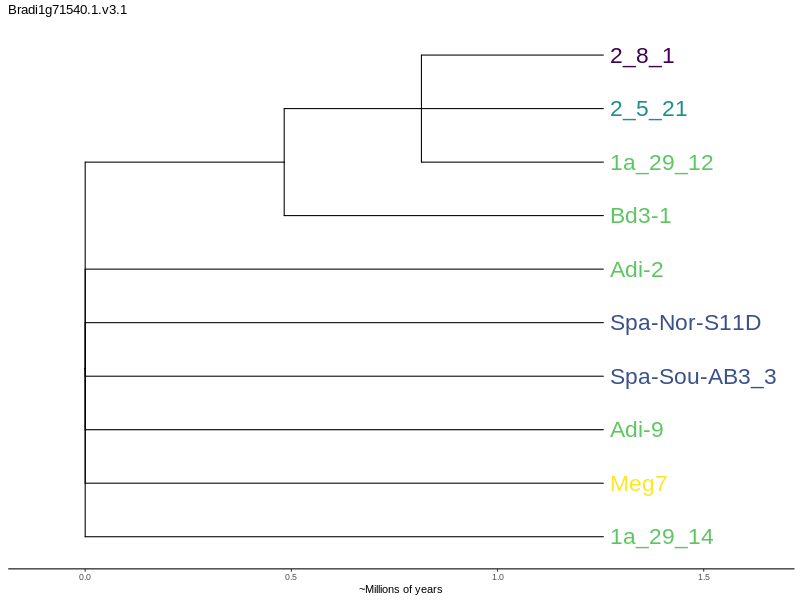 Bradi1g71540.1.v3.1
2_8_1
2_5_21
1a_29_12
Bd3-1
Adi-2
Spa-Nor-S11D
Spa-Sou-AB3_3
Adi-9
Meg7
1a_29_14
0.0 0.5 1.0 1.5
~Millions of years